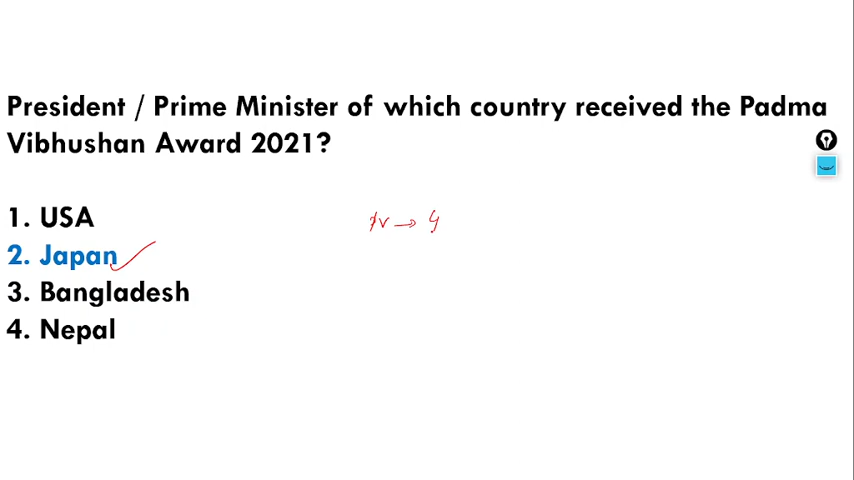 President / Prime Minister of which country received the Padma
Vibhushan Award 2021?
1. USA
2. Japan
3. Bangladesh
4. Nepal